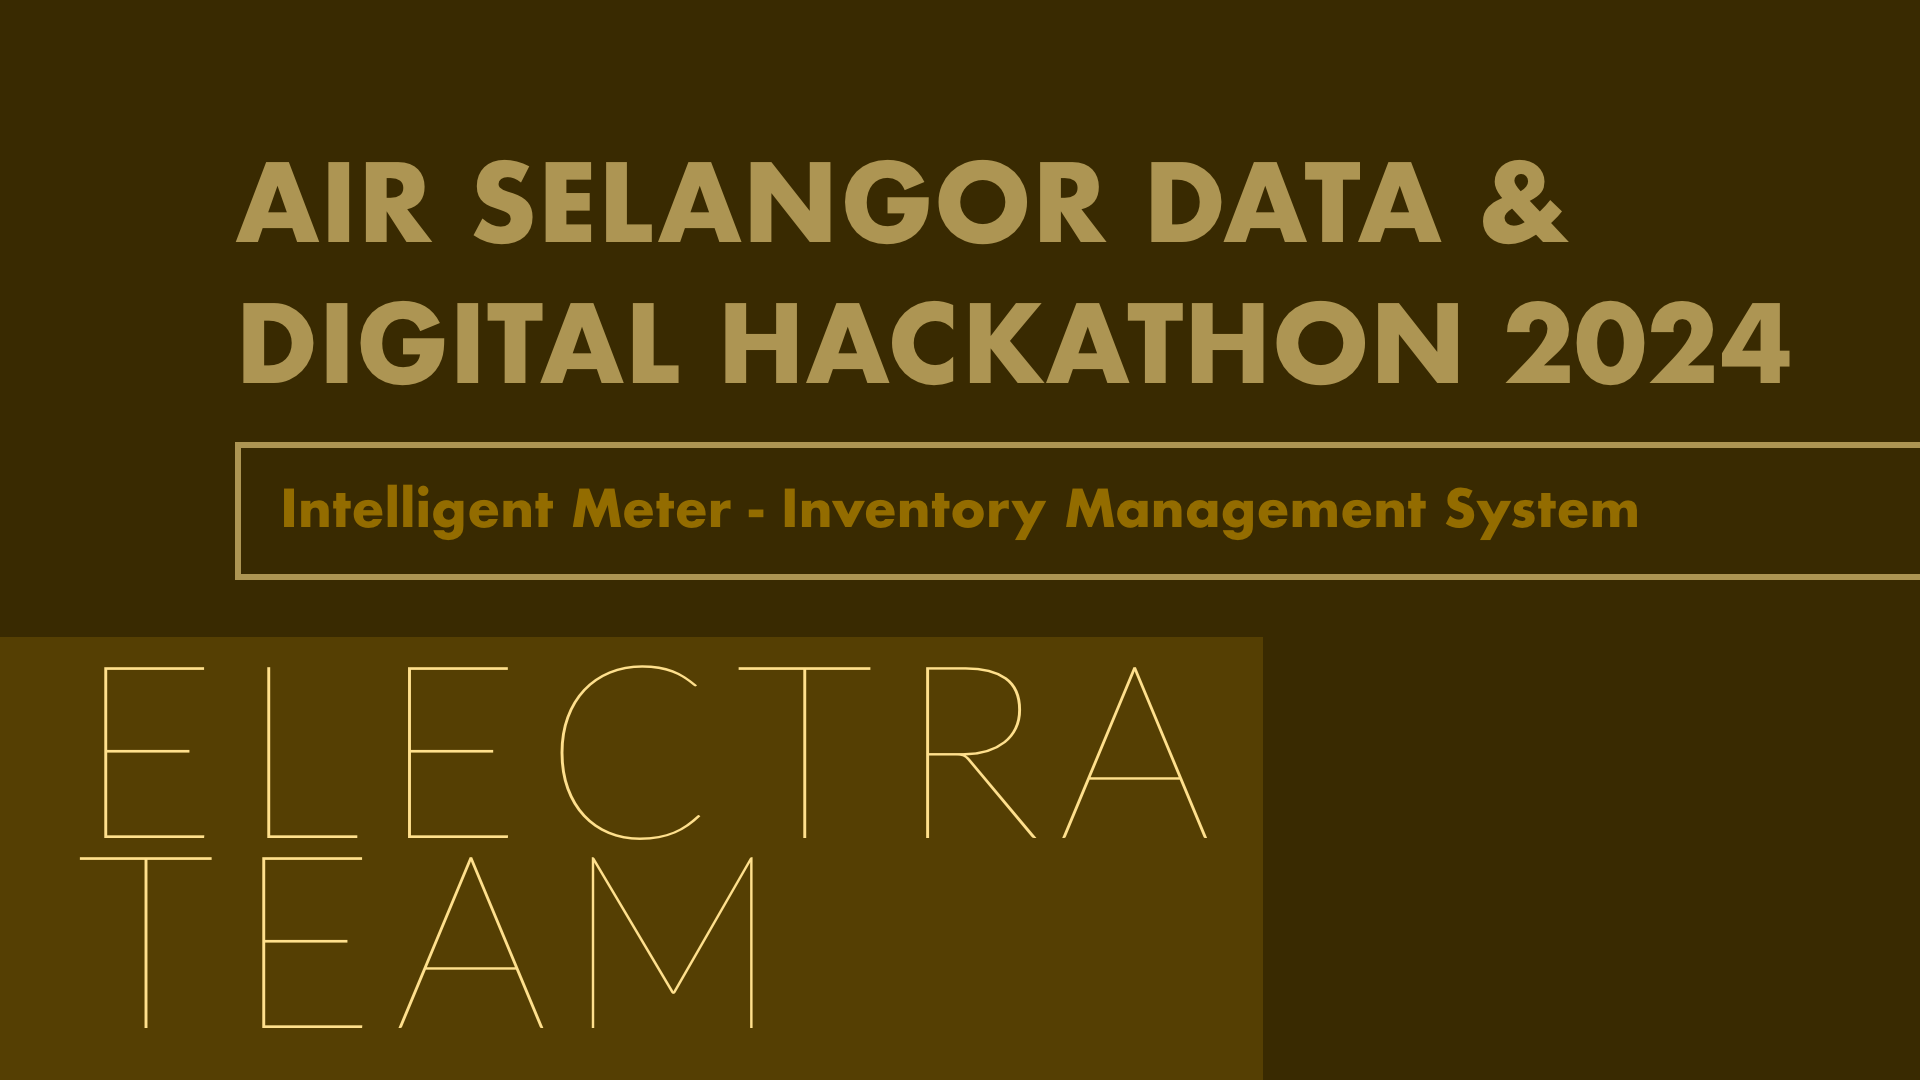 AIR SELANGOR DATA &
DIGITAL HACKATHON 2024
Intelligent Meter - Inventory Management System
ELECTRA
TEAM